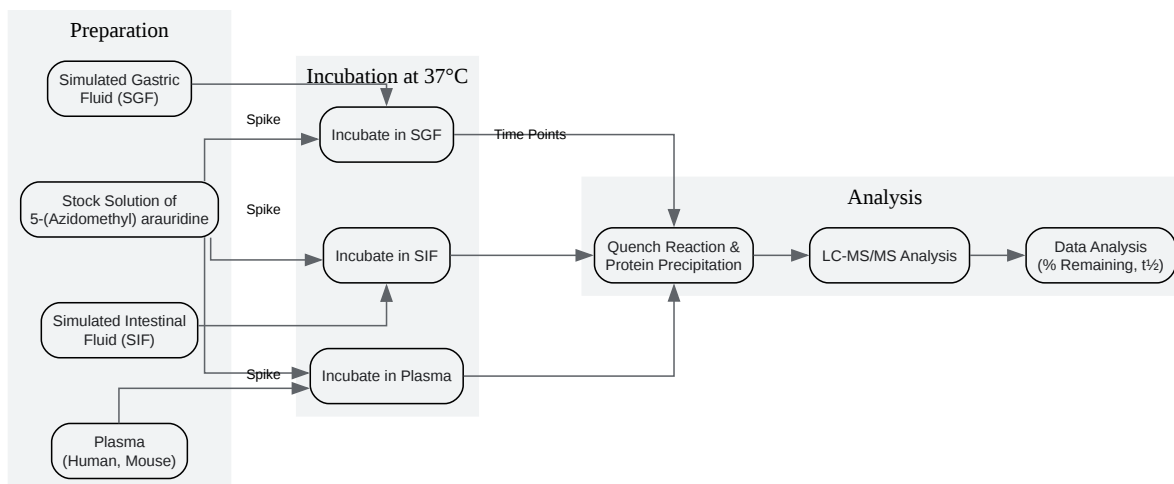 Preparation
Simulated Gastric
Fluid (SGF)
Spike
Stock Solution of
5-(Azidomethyl) arauridine
Spike
Simulated Intestinal
Fluid (SIF)
Spike
Plasma
(Human, Mouse)
Incubation at 37°C
Incubate in SGF
Time Points
Incubate in SIF
Incubate in Plasma
Analysis
Quench Reaction &
Protein Precipitation
LC-MS/MS Analysis
Data Analysis
(% Remaining, t½)